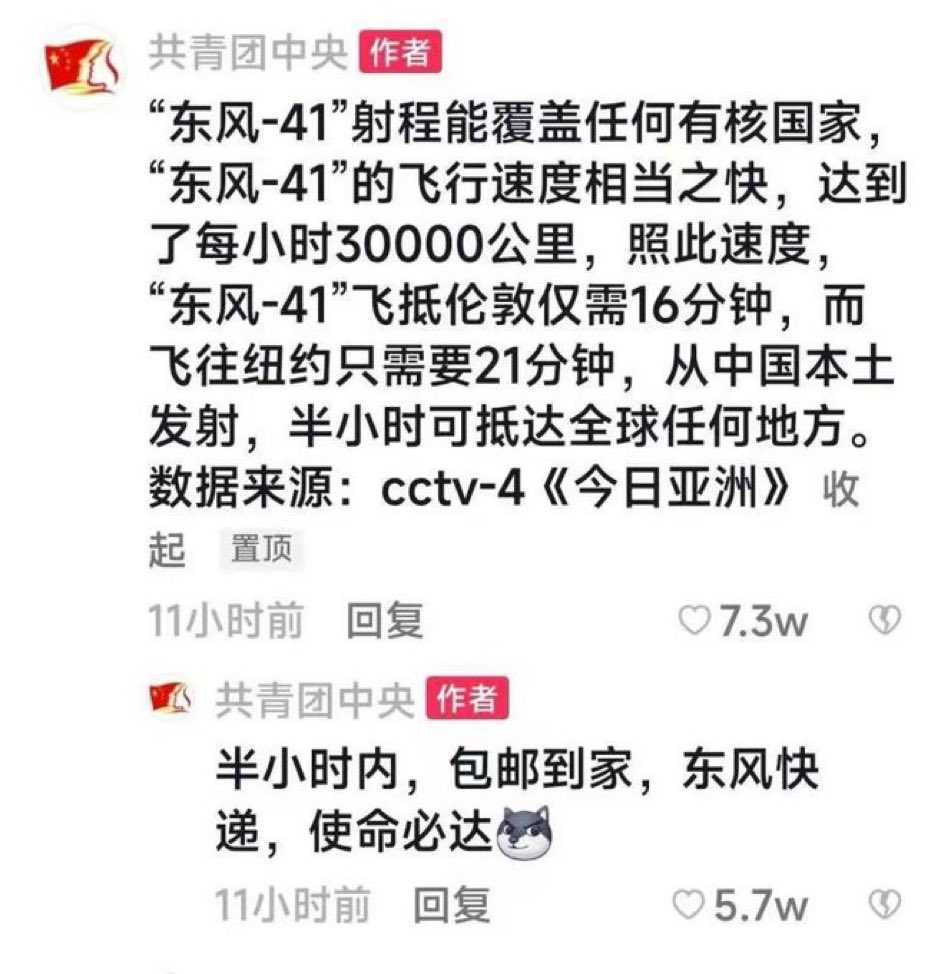 共青团中央 作者
“东风-41”射程能覆盖任何有核国家，
“东风-41”的飞行速度相当之快，达到
了每小时30000公里，照此速度，
“东风-41”飞抵伦敦仅需16分钟，而
飞往纽约只需要21分钟，从中国本土
发射，半小时可抵达全球任何地方。
数据来源：cctv-4《今日亚洲》 收
起 置顶
11小时前 回复 7.3w
共青团中央 作者
半小时内，包邮到家，东风快
递，使命必达
11小时前 回复 5.7w